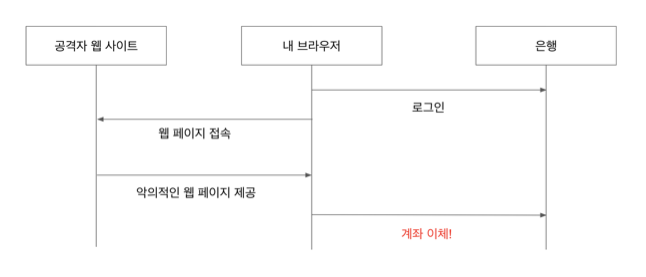 공격자 웹 사이트
내 브라우저
은행
로그인
웹 페이지 접속
악의적인 웹 페이지 제공
계좌 이체!